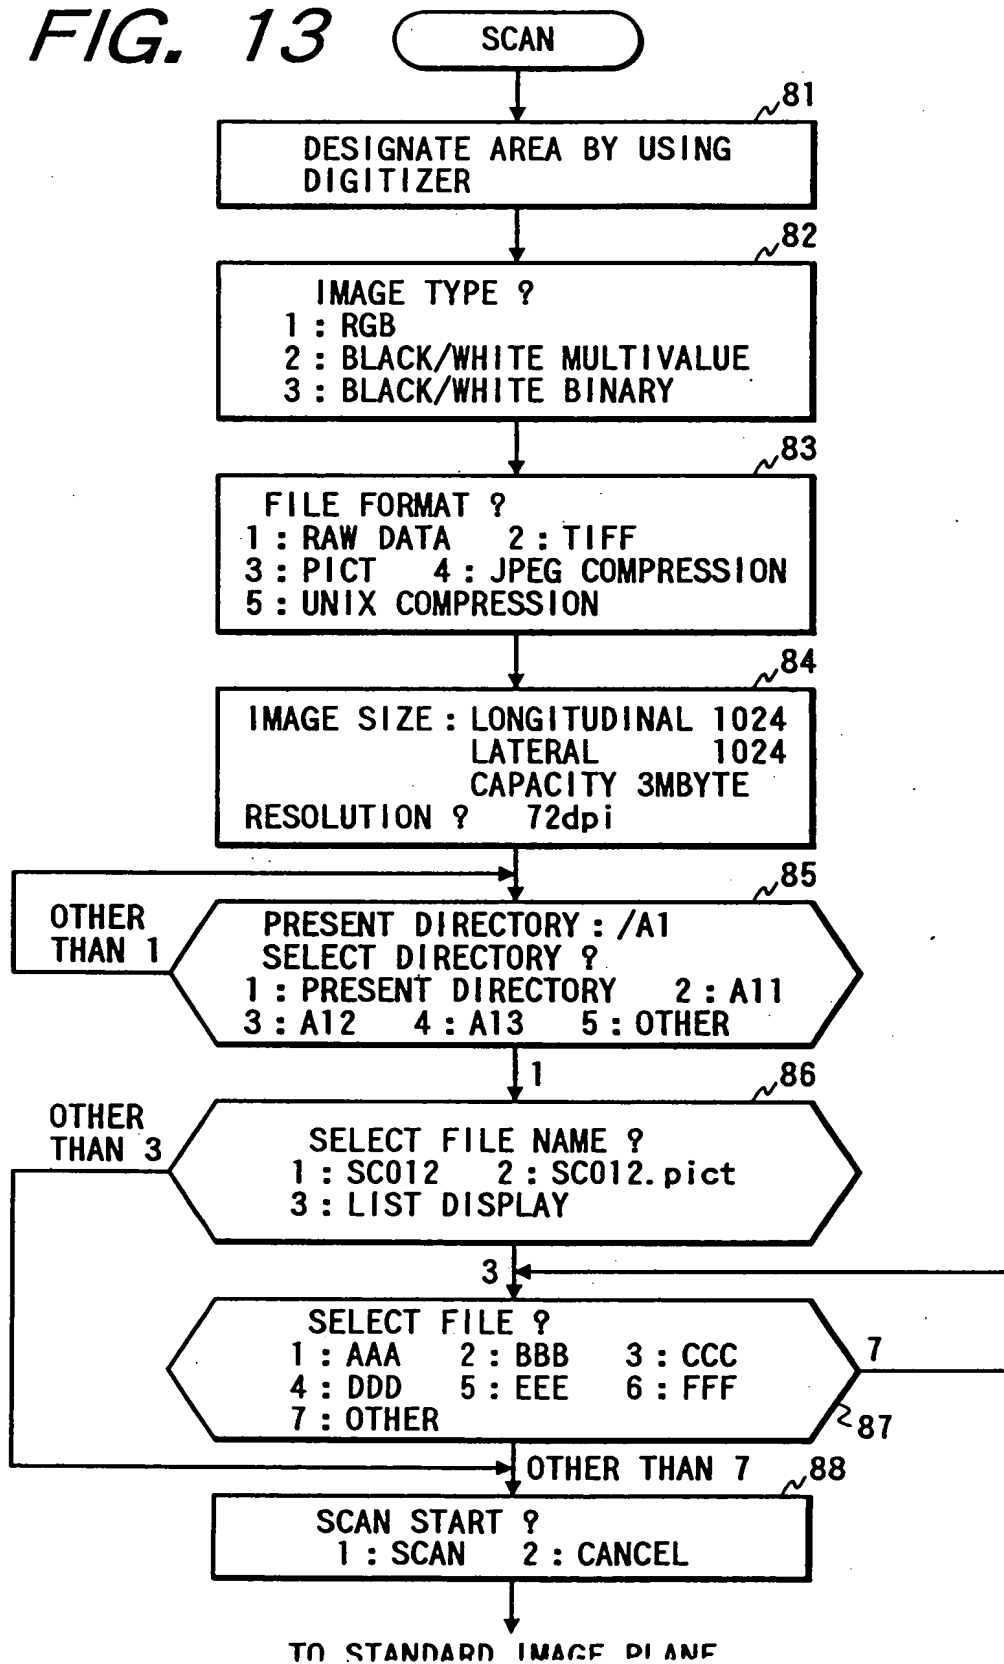 FIG. 13
SCAN
81
DESIGNATE AREA BY USING
DIGITIZER
82
IMAGE TYPE ?
1 : RGB
2 : BLACK/WHITE MULTIVALUE
3 : BLACK/WHITE BINARY
83
FILE FORMAT ?
1 : RAW DATA 2 : TIFF
3 : PICT 4 : JPEG COMPRESSION
5 : UNIX COMPRESSION
84
IMAGE SIZE : LONGITUDINAL 1024
LATERAL 1024
CAPACITY 3MBYTE
RESOLUTION ? 72dpi
85
OTHER
THAN 1
PRESENT DIRECTORY : /A1
SELECT DIRECTORY ?
1 : PRESENT DIRECTORY 2 : A11
3 : A12 4 : A13 5 : OTHER
1
86
OTHER
THAN 3
SELECT FILE NAME ?
1 : SC012 2 : SC012.pict
3 : LIST DISPLAY
3
SELECT FILE ?
1 : AAA 2 : BBB 3 : CCC
4 : DDD 5 : EEE 6 : FFF
7 : OTHER
7
87
OTHER THAN 7
88
SCAN START ?
1 : SCAN 2 : CANCEL
TO STANDARD IMAGE PLANE